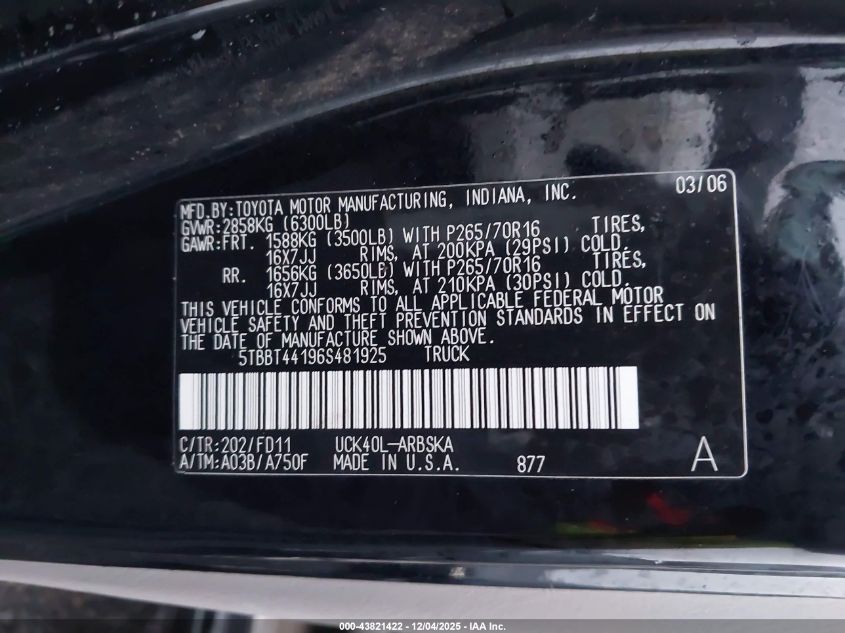 03/06
MFD.BY:TOYOTA MOTOR MANUFACTURING, INDIANA, INC.
GVWR: 2858KG (6300LB)
GAWR:FRT. 1588KG (3500LB) WITH P265/70R16 TIRES,
16X7JJ RIMS, AT 200KPA (29PSI) COLD.
RR. 1656KG (3650LB) WITH P265/70R16 TIRES,
16X7JJ RIMS, AT 210KPA (30PSI) COLD.
THIS VEHICLE CONFORMS TO ALL APPLICABLE FEDERAL MOTOR
VEHICLE SAFETY AND THEFT PREVENTION STANDARDS IN EFFECT ON
THE DATE OF MANUFACTURE SHOWN ABOVE.
5TBBT44196S481925 TRUCK
C/TR:202/FD11 UCK40L-ARBSKA
A/TM:A03B/A750F MADE IN U.S.A. 877 A
000-43821422 - 12/04/2025 - IAA Inc.